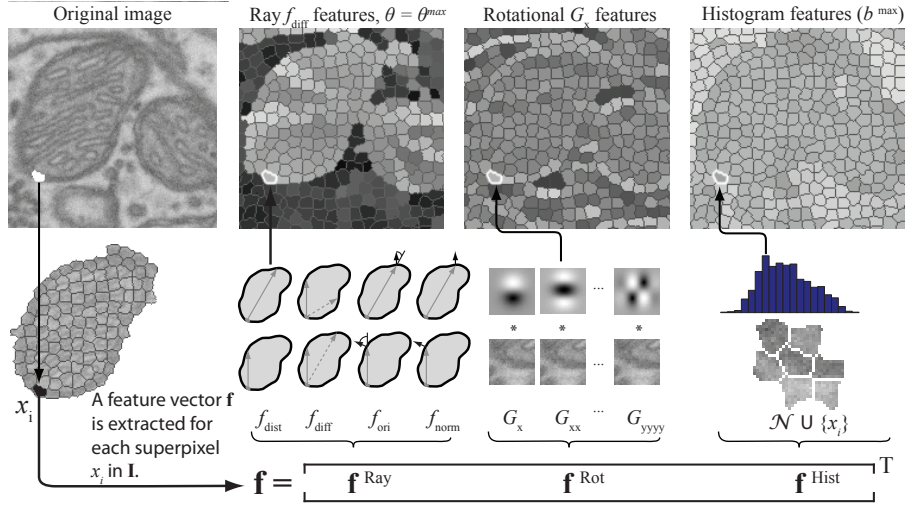 Original image
Ray f_diff features, θ = θ^max
Rotational G_x features
Histogram features (b^max)
x_i
A feature vector f
is extracted for
each superpixel
x_i in I.
...
* * *
...
f_dist f_diff f_ori f_norm
G_x G_xx ... G_yyyy
𝒩 ∪ {x_i}
f = [ f^Ray f^Rot f^Hist ]^T